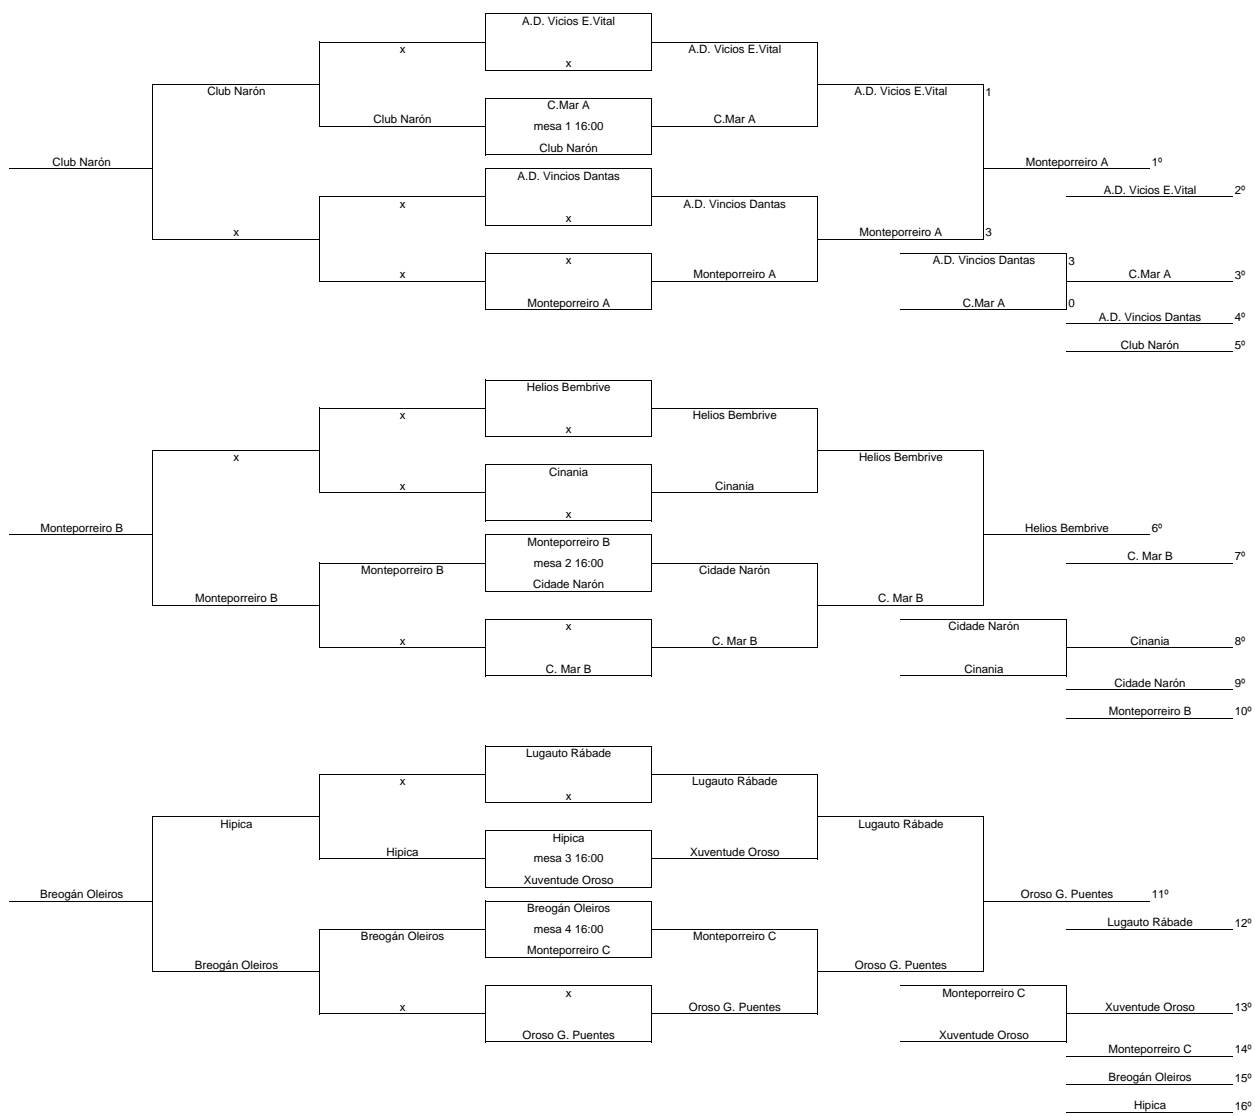 A.D. Vicios E.Vital
x A.D. Vicios E.Vital
x
Club Narón A.D. Vicios E.Vital 1
C.Mar A
Club Narón mesa 1 16:00 C.Mar A
Club Narón
Club Narón Monteporreiro A 1º
A.D. Vincios Dantas
A.D. Vicios E.Vital 2º
x A.D. Vincios Dantas
x
x Monteporreiro A 3
x A.D. Vincios Dantas 3
x Monteporreiro A C.Mar A 3º
Monteporreiro A C.Mar A 0
A.D. Vincios Dantas 4º
Club Narón 5º
Helios Bembrive
x Helios Bembrive
x
x Helios Bembrive
Cinania
x Cinania
x
Monteporreiro B Helios Bembrive 6º
Monteporreiro B
mesa 2 16:00 C. Mar B 7º
Monteporreiro B Cidade Narón
Cidade Narón
Monteporreiro B C. Mar B
x Cidade Narón
x C. Mar B Cinania 8º
C. Mar B Cinania
Cidade Narón 9º
Monteporreiro B 10º
Lugauto Rábade
x Lugauto Rábade
x
Hipica Lugauto Rábade
Hipica
Hipica mesa 3 16:00 Xuventude Oroso
Xuventude Oroso
Breogán Oleiros Oroso G. Puentes 11º
Breogán Oleiros
mesa 4 16:00 Lugauto Rábade 12º
Breogán Oleiros Monteporreiro C
Monteporreiro C
Breogán Oleiros Oroso G. Puentes
x Monteporreiro C
x Oroso G. Puentes Xuventude Oroso 13º
Oroso G. Puentes Xuventude Oroso
Monteporreiro C 14º
Breogán Oleiros 15º
Hipica 16º